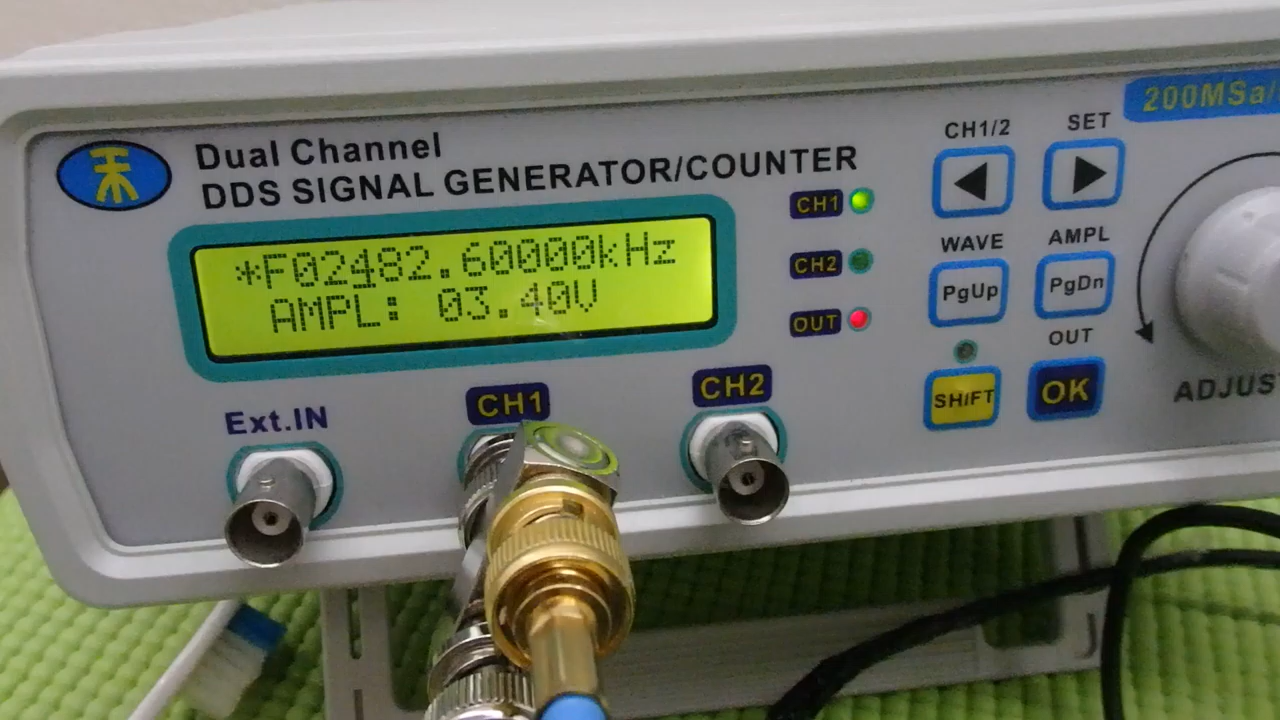 Dual Channel
DDS SIGNAL GENERATOR/COUNTER
200MSa/
CH1/2
SET
CH1
*F02482.60000kHz
AMPL: 03.40V
CH2
WAVE
AMPL
PgUp
PgDn
OUT
OUT
SHIFT
OK
ADJUS
Ext.IN
CH1
CH2